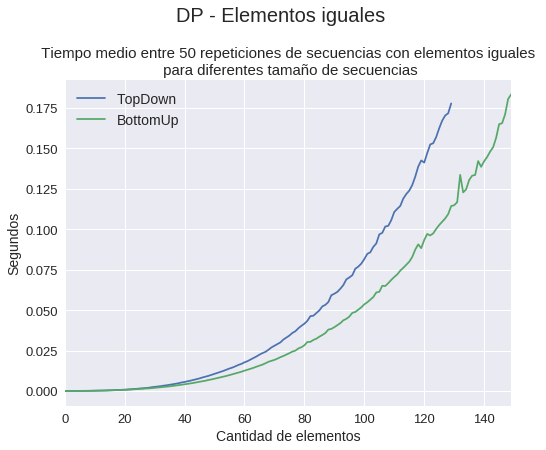 DP - Elementos iguales
Tiempo medio entre 50 repeticiones de secuencias con elementos iguales
para diferentes tamaño de secuencias
TopDown
BottomUp
0.175
0.150
0.125
0.100
0.075
0.050
0.025
0.000
Segundos
0 20 40 60 80 100 120 140
Cantidad de elementos